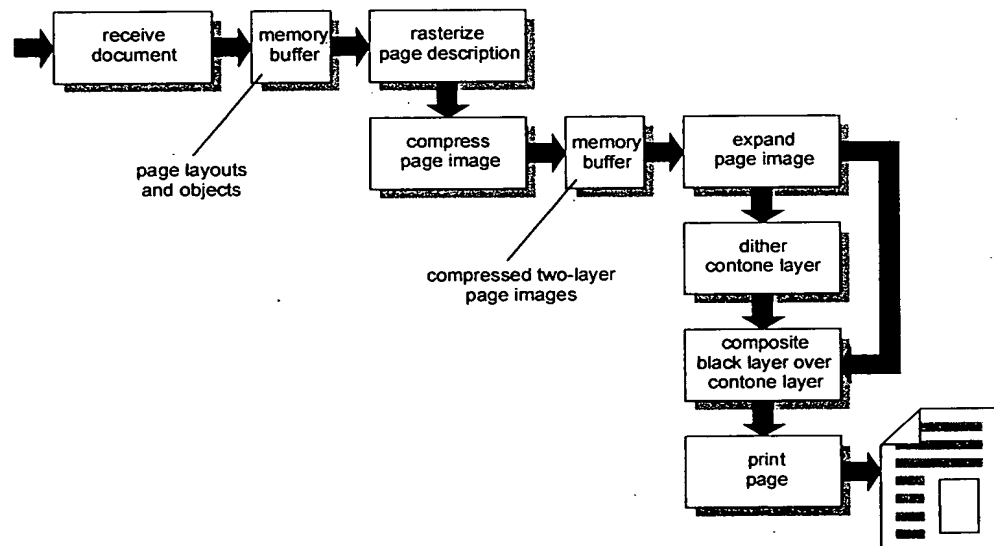 receive
document
memory
buffer
rasterize
page description
compress
page image
memory
buffer
expand
page image
page layouts
and objects
dither
contone layer
compressed two-layer
page images
composite
black layer over
contone layer
print
page